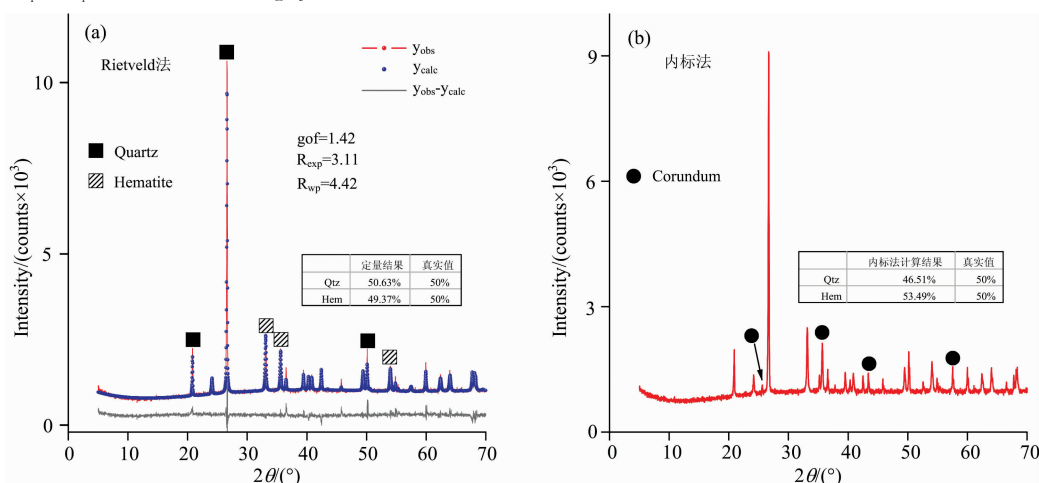 (a)
Rietveld法
y_obs
y_calc
y_obs-y_calc
gof=1.42
R_exp=3.11
R_wp=4.42
Quartz
Hematite
定量结果 真实值
Qtz 50.63% 50%
Hem 49.37% 50%
Intensity/(counts×10³)
10
5
0
0 10 20 30 40 50 60 70
2θ/(°)
(b)
内标法
Corundum
内标法计算结果 真实值
Qtz 46.51% 50%
Hem 53.49% 50%
Intensity/(counts×10³)
9
6
3
0
0 10 20 30 40 50 60 70
2θ/(°)